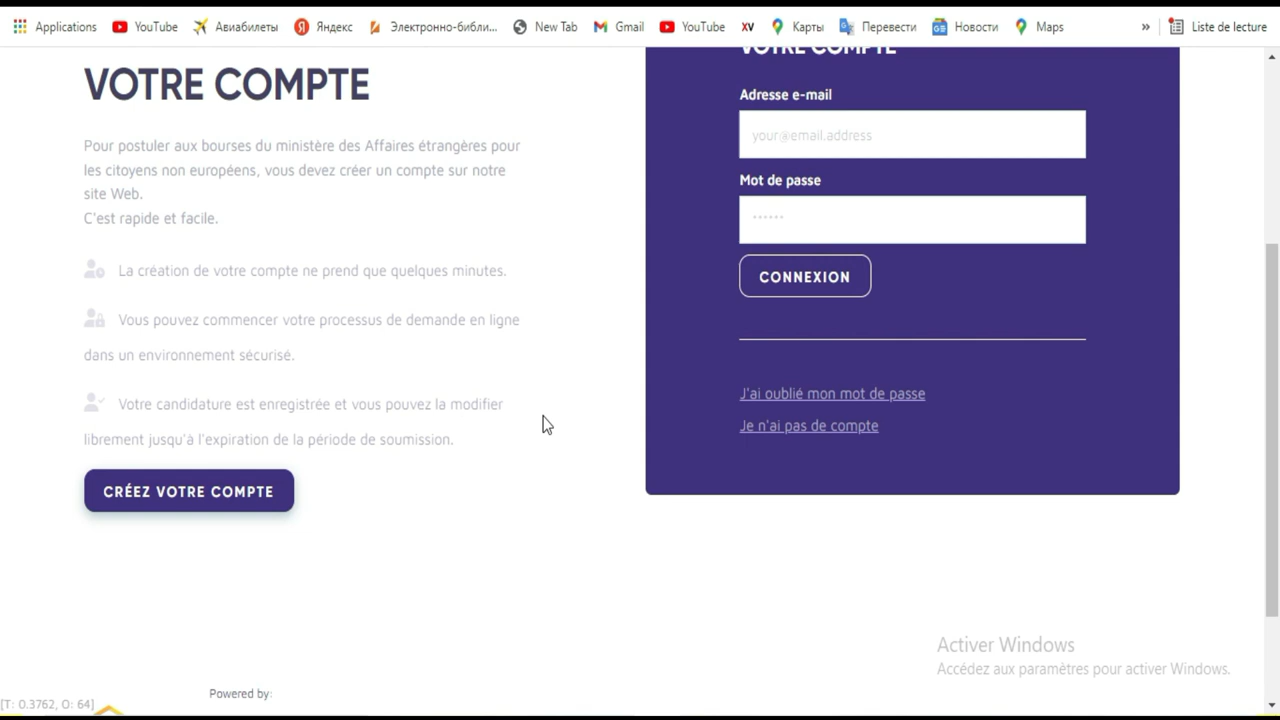 Applications YouTube Авиабилеты Яндекс Электронно-библи... New Tab Gmail YouTube XV Карты Перевести Новости Maps » Liste de lecture
VOTRE COMPTE
Pour postuler aux bourses du ministère des Affaires étrangères pour
les citoyens non européens, vous devez créer un compte sur notre
site Web.
C'est rapide et facile.
La création de votre compte ne prend que quelques minutes.
Vous pouvez commencer votre processus de demande en ligne
dans un environnement sécurisé.
Votre candidature est enregistrée et vous pouvez la modifier
librement jusqu'à l'expiration de la période de soumission.
CRÉEZ VOTRE COMPTE
VOTRE COMPTE
Adresse e-mail
your@email.address
Mot de passe
••••••
CONNEXION
J'ai oublié mon mot de passe
Je n'ai pas de compte
Activer Windows
Accédez aux paramètres pour activer Windows.
Powered by:
[T: 0.3762, O: 64]